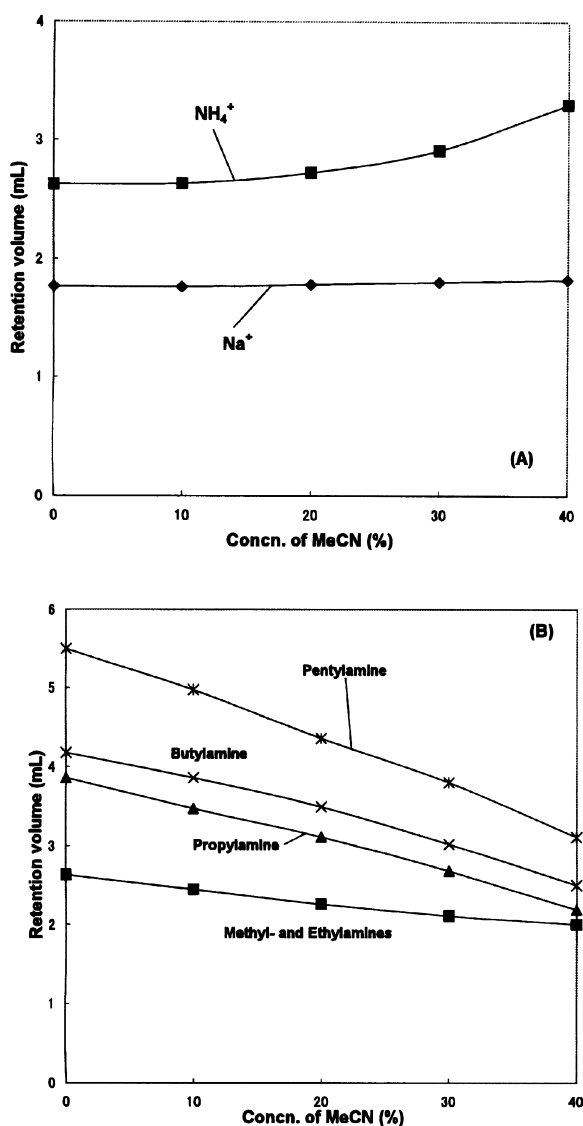 4
3
2
1
0
Retention volume (mL)
NH₄⁺
Na⁺
(A)
0 10 20 30 40
Concn. of MeCN (%)
6
5
4
3
2
1
0
Retention volume (mL)
(B)
Pentylamine
Butylamine
Propylamine
Methyl- and Ethylamines
0 10 20 30 40
Concn. of MeCN (%)